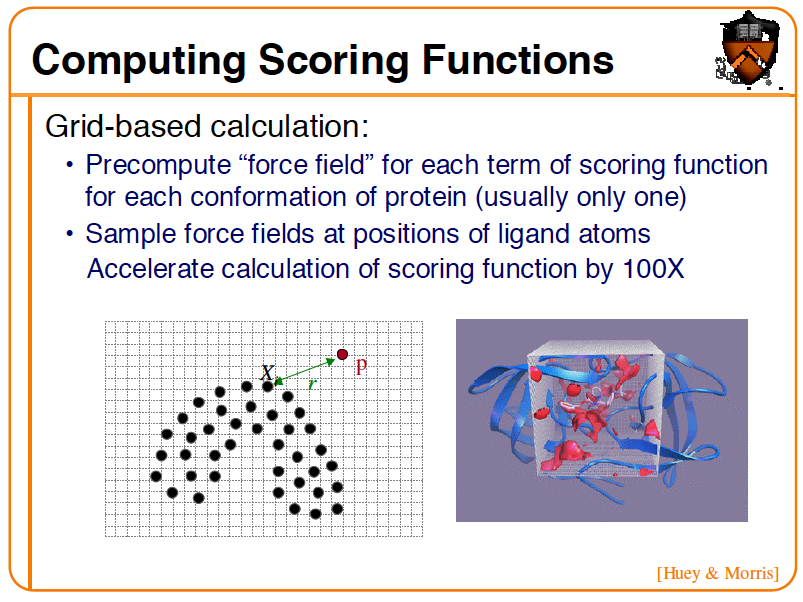 Computing Scoring Functions
Grid-based calculation:
• Precompute “force field” for each term of scoring function
for each conformation of protein (usually only one)
• Sample force fields at positions of ligand atoms
Accelerate calculation of scoring function by 100X
X
r
p
[Huey & Morris]